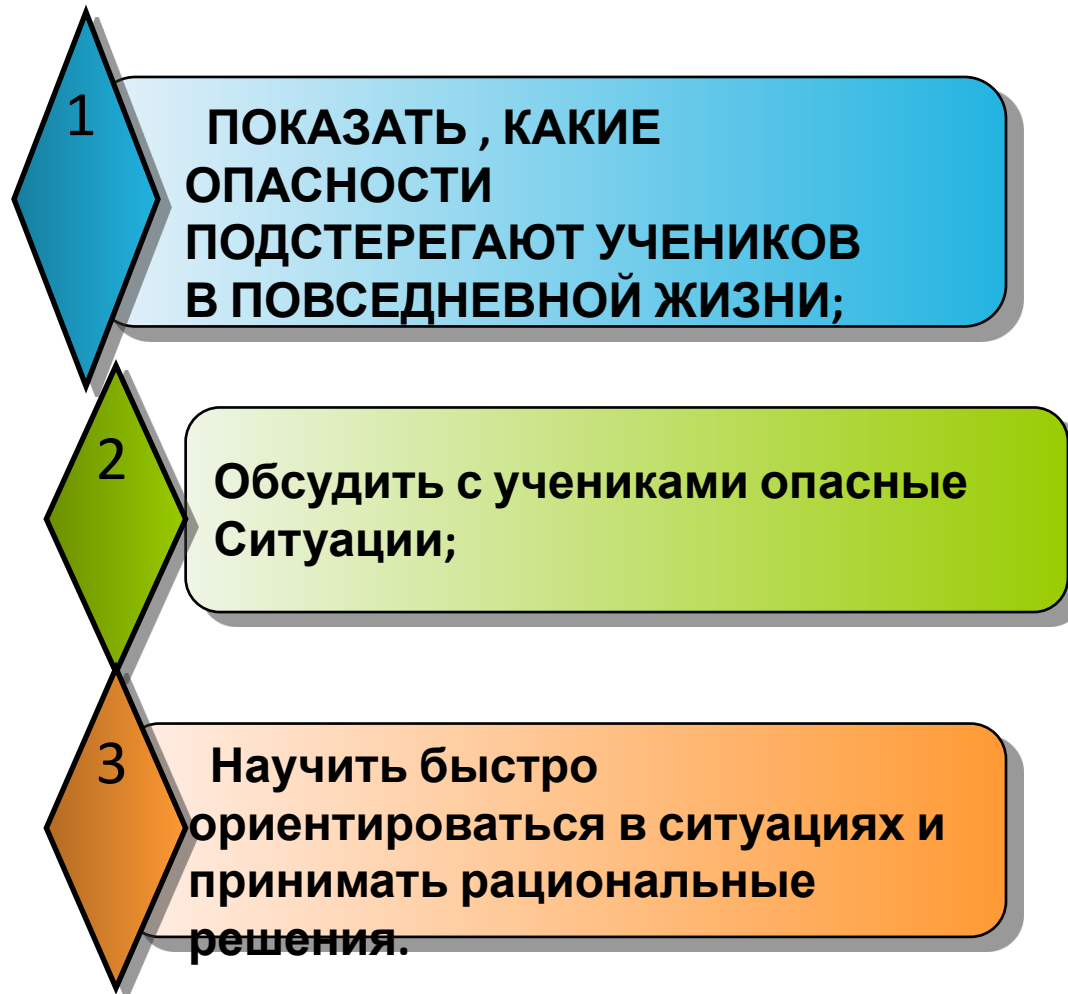 1
ПОКАЗАТЬ , КАКИЕ
ОПАСНОСТИ
ПОДСТЕРЕГАЮТ УЧЕНИКОВ
В ПОВСЕДНЕВНОЙ ЖИЗНИ;
2
Обсудить с учениками опасные
Ситуации;
3
Научить быстро
ориентироваться в ситуациях и
принимать рациональные
решения.